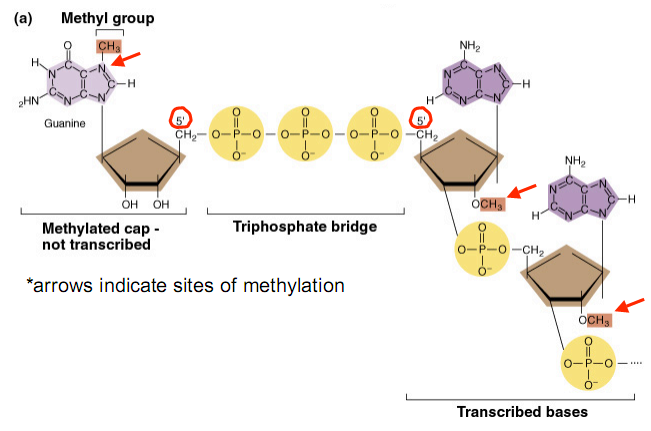 (a) Methyl group
CH3
O
C
N
H
N
C
C
C
H
2HN
C
N
C
N
Guanine
5'
CH2
O
O–P–O–
O–
O
O–P–O–
O–
O
O–P–O–
O–
5'
CH2
NH2
C
N
C
N
C
H
H
C
N
C
N
OH OH
OCH3
NH2
C
N
C
N
C
H
H
C
N
C
N
Methylated cap -
not transcribed
Triphosphate bridge
O
O–P–O
O–
CH2
*arrows indicate sites of methylation
OCH3
O
O–P–O–····
O–
Transcribed bases